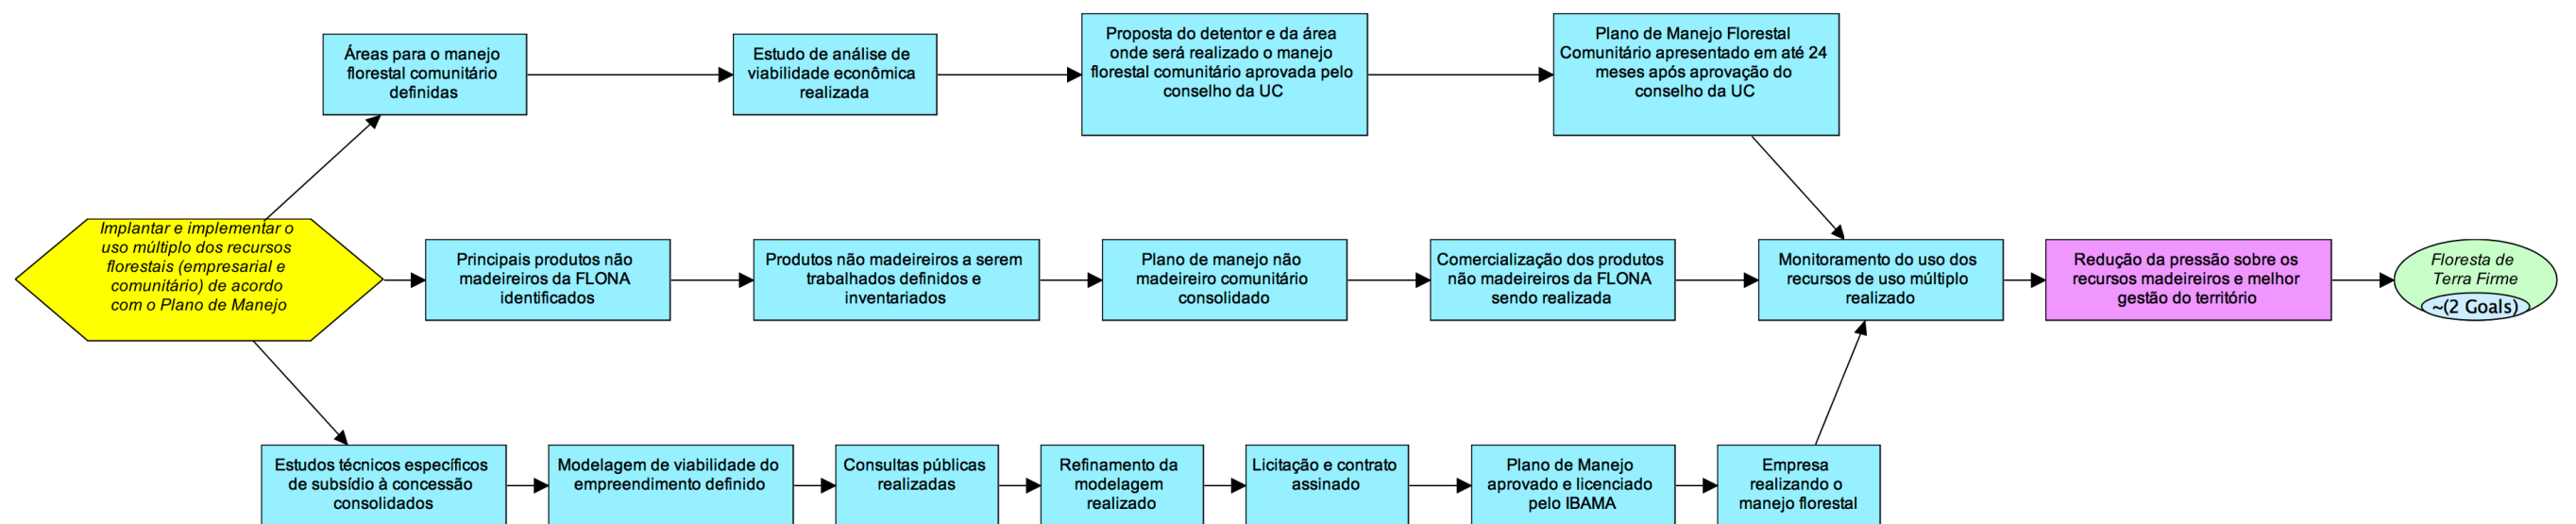 Áreas para o manejo
florestal comunitário
definidas
Estudo de análise de
viabilidade econômica
realizada
Proposta do detentor e da área
onde será realizado o manejo
florestal comunitário aprovada pelo
conselho da UC
Plano de Manejo Florestal
Comunitário apresentado em até 24
meses após aprovação do
conselho da UC
Implantar e implementar o
uso múltiplo dos recursos
florestais (empresarial e
comunitário) de acordo
com o Plano de Manejo
Principais produtos não
madeireiros da FLONA
identificados
Produtos não madeireiros a serem
trabalhados definidos e
inventariados
Plano de manejo não
madeireiro comunitário
consolidado
Comercialização dos produtos
não madeireiros da FLONA
sendo realizada
Monitoramento do uso dos
recursos de uso múltiplo
realizado
Redução da pressão sobre os
recursos madeireiros e melhor
gestão do território
Floresta de
Terra Firme
~(2 Goals)
Estudos técnicos específicos
de subsídio à concessão
consolidados
Modelagem de viabilidade do
empreendimento definido
Consultas públicas
realizadas
Refinamento da
modelagem
realizado
Licitação e contrato
assinado
Plano de Manejo
aprovado e licenciado
pelo IBAMA
Empresa
realizando o
manejo florestal